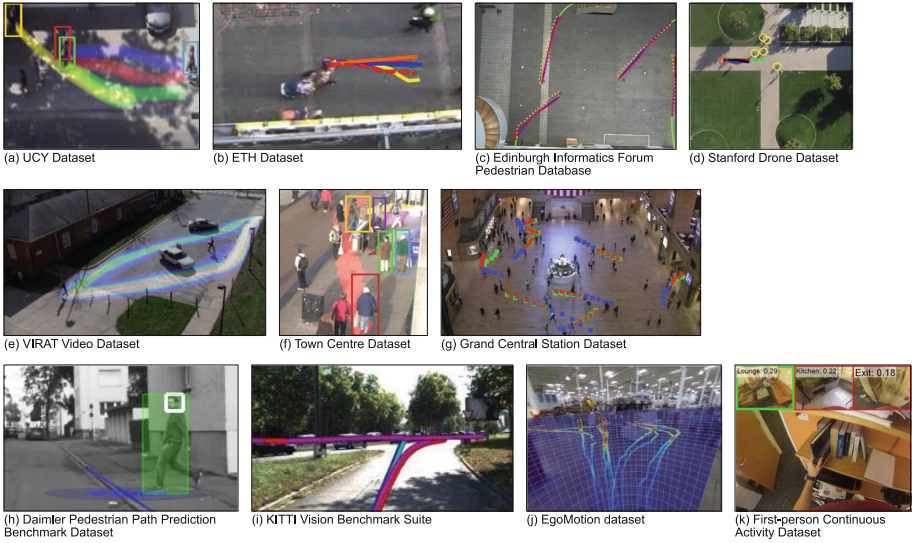 (a) UCY Dataset
(b) ETH Dataset
(c) Edinburgh Informatics Forum
Pedestrian Database
(d) Stanford Drone Dataset
(e) VIRAT Video Dataset
(f) Town Centre Dataset
(g) Grand Central Station Dataset
Lounge: 0.29
Kitchen: 0.22
Exit: 0.18
(h) Daimler Pedestrian Path Prediction
Benchmark Dataset
(i) KITTI Vision Benchmark Suite
(j) EgoMotion dataset
(k) First-person Continuous
Activity Dataset